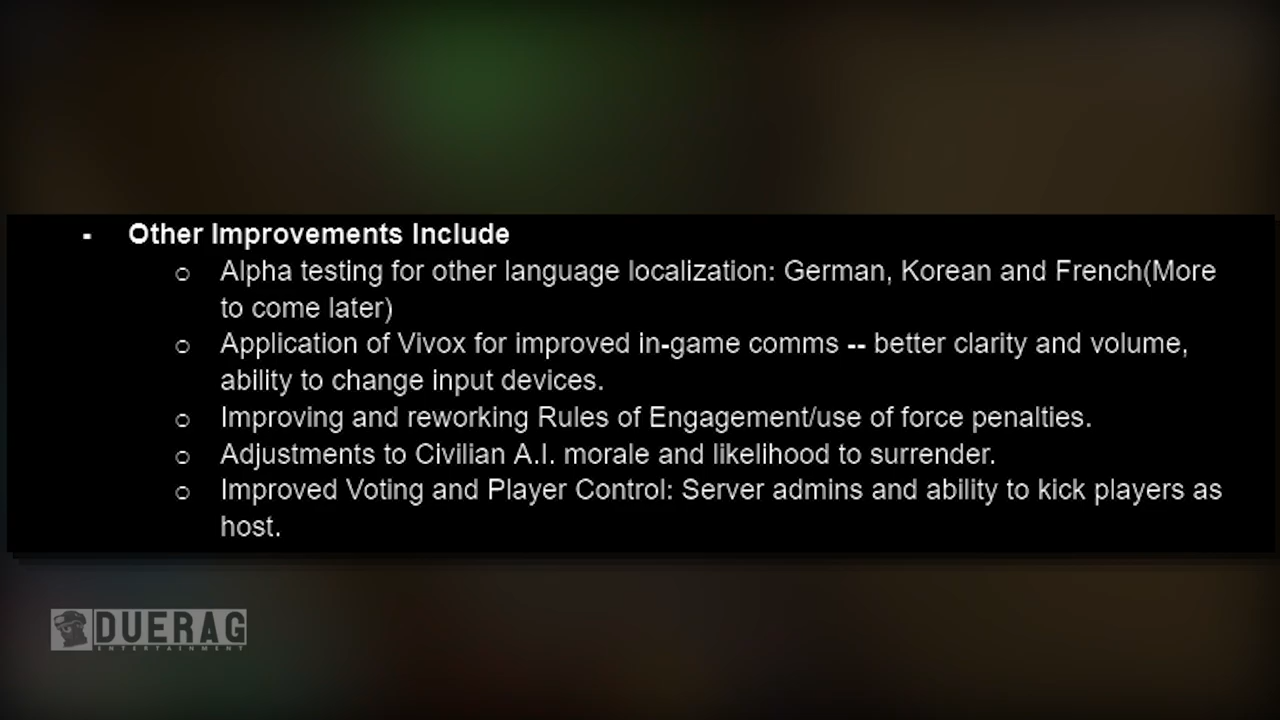 - Other Improvements Include
o Alpha testing for other language localization: German, Korean and French(More
to come later)
o Application of Vivox for improved in-game comms -- better clarity and volume,
ability to change input devices.
o Improving and reworking Rules of Engagement/use of force penalties.
o Adjustments to Civilian A.I. morale and likelihood to surrender.
o Improved Voting and Player Control: Server admins and ability to kick players as
host.
DUERAG
ENTERTAINMENT